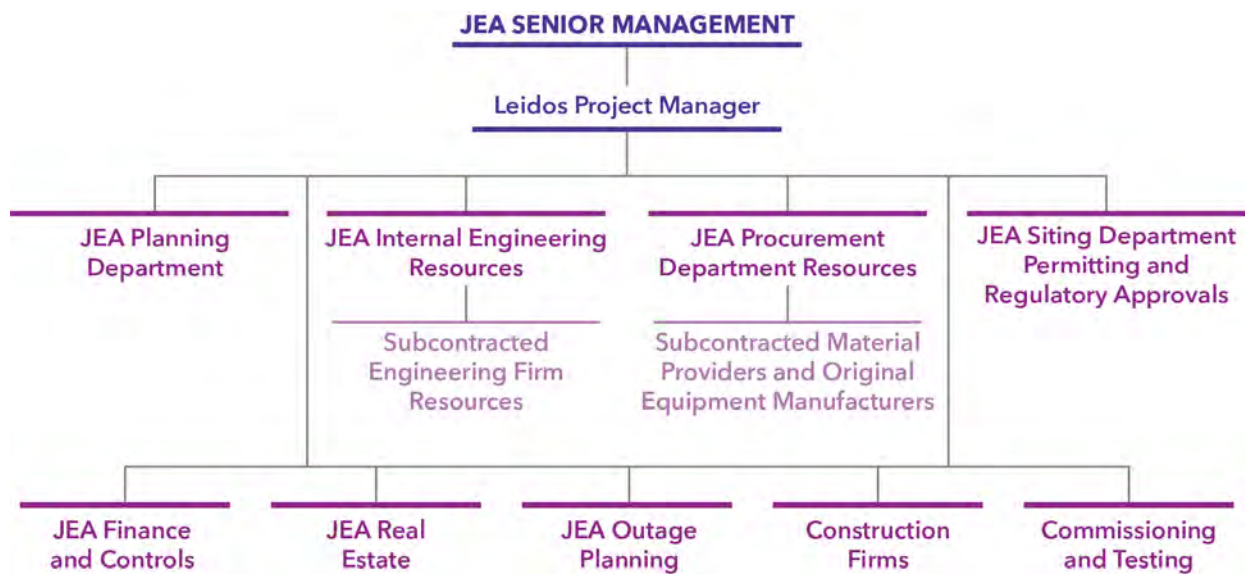 JEA SENIOR MANAGEMENT
Leidos Project Manager
JEA Planning
Department
JEA Internal Engineering
Resources
JEA Procurement
Department Resources
JEA Siting Department
Permitting and
Regulatory Approvals
Subcontracted
Engineering Firm
Resources
Subcontracted Material
Providers and Original
Equipment Manufacturers
JEA Finance
and Controls
JEA Real
Estate
JEA Outage
Planning
Construction
Firms
Commissioning
and Testing